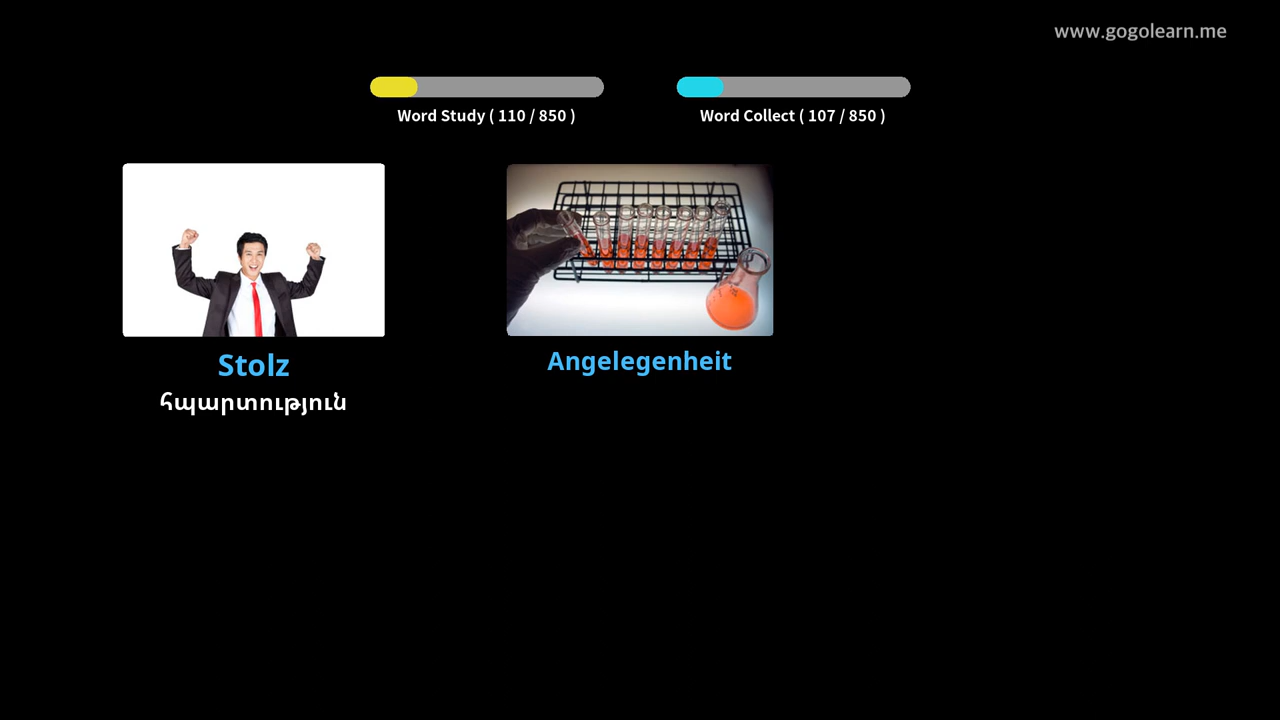 www.gogolearn.me
Word Study ( 110 / 850 )
Word Collect ( 107 / 850 )
Stolz
հպարտություն
Angelegenheit